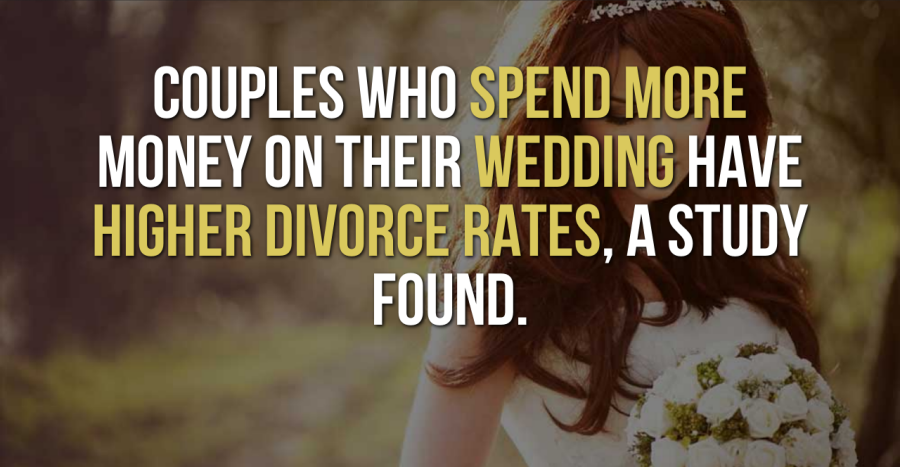 COUPLES WHO SPEND MORE
MONEY ON THEIR WEDDING HAVE
HIGHER DIVORCE RATES, A STUDY
FOUND.